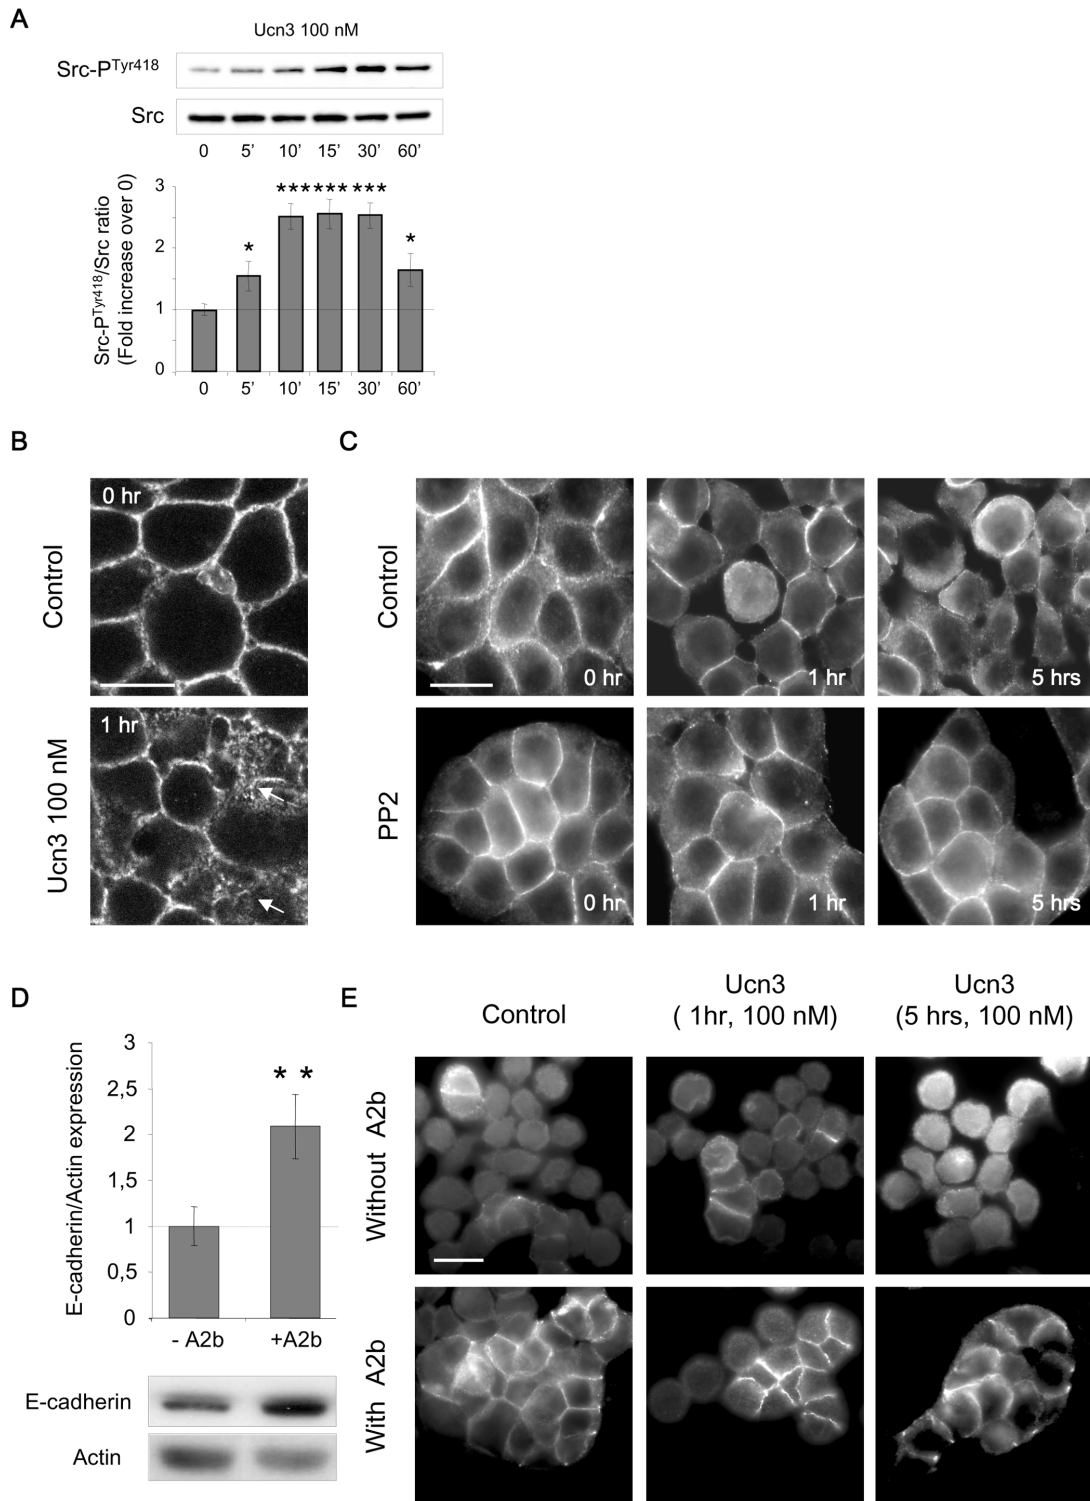 A
Ucn3 100 nM
Src-P^Tyr418
Src
0 5’ 10’ 15’ 30’ 60’
Src-P^Tyr418/Src ratio
(Fold increase over 0)
3
2
1
0
* *** *** *** *
0 5’ 10’ 15’ 30’ 60’
B
Control
0 hr
Ucn3 100 nM
1 hr
C
Control
0 hr
1 hr
5 hrs
PP2
0 hr
1 hr
5 hrs
D
E-cadherin/Actin expression
3
2,5
2
1,5
1
0,5
0
* *
- A2b +A2b
E-cadherin
Actin
E
Control
Ucn3
( 1hr, 100 nM)
Ucn3
(5 hrs, 100 nM)
Without A2b
With A2b